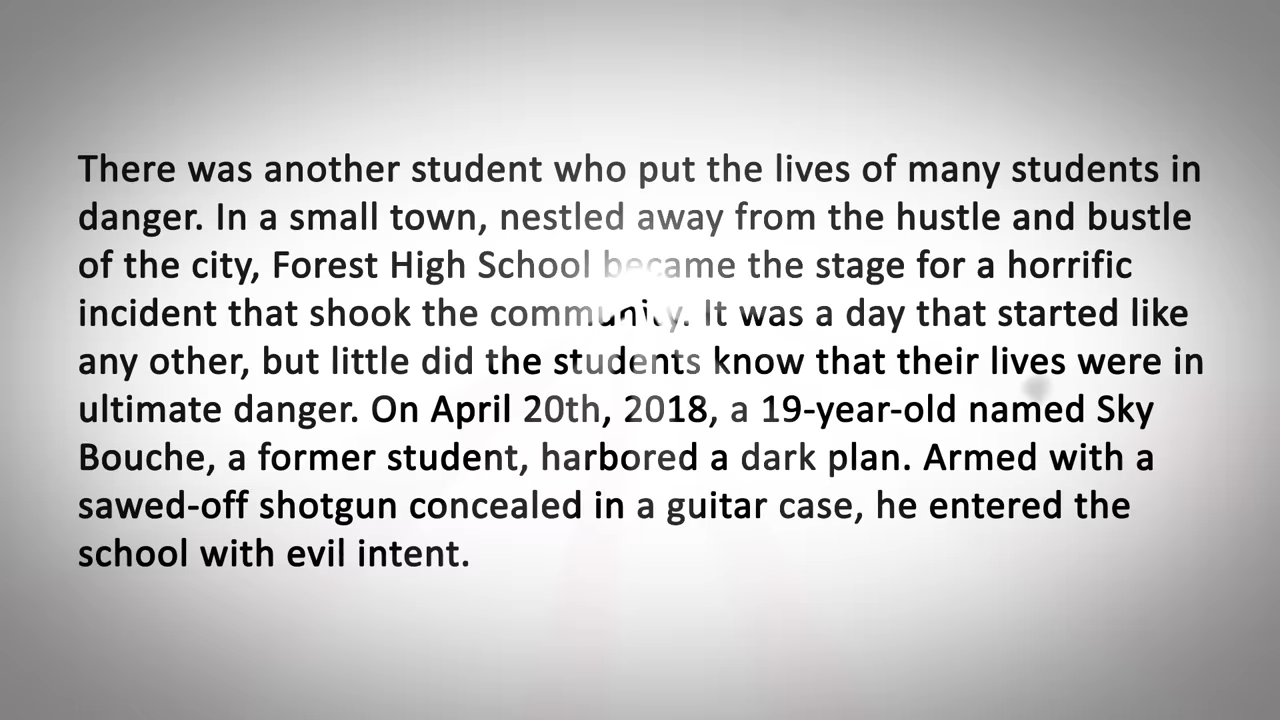 There was another student who put the lives of many students in
danger. In a small town, nestled away from the hustle and bustle
of the city, Forest High School became the stage for a horrific
incident that shook the community. It was a day that started like
any other, but little did the students know that their lives were in
ultimate danger. On April 20th, 2018, a 19-year-old named Sky
Bouche, a former student, harbored a dark plan. Armed with a
sawed-off shotgun concealed in a guitar case, he entered the
school with evil intent.